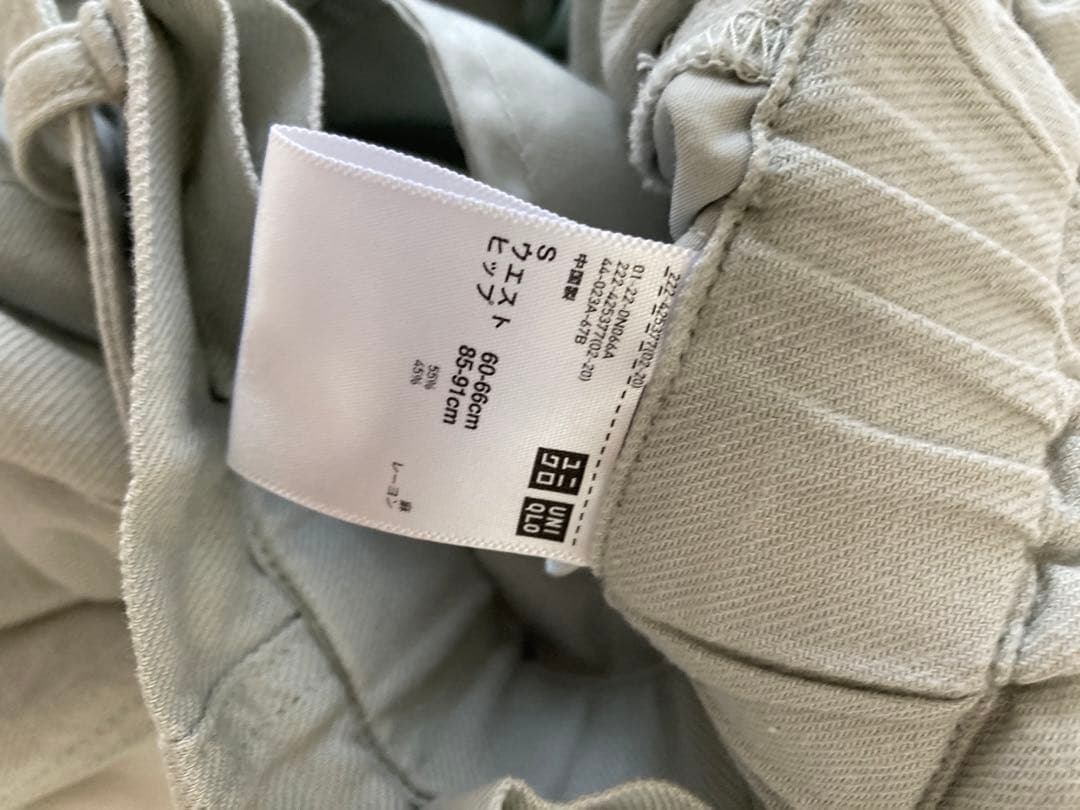 ユニ
クロ
UNI
QLO
222-425377(02-20)
01-22-0N066A
222-425377(02-20)
44-023A-67B
中国製
S
ウエスト 60-66cm
ヒップ 85-91cm
麻 55%
レーヨン 45%